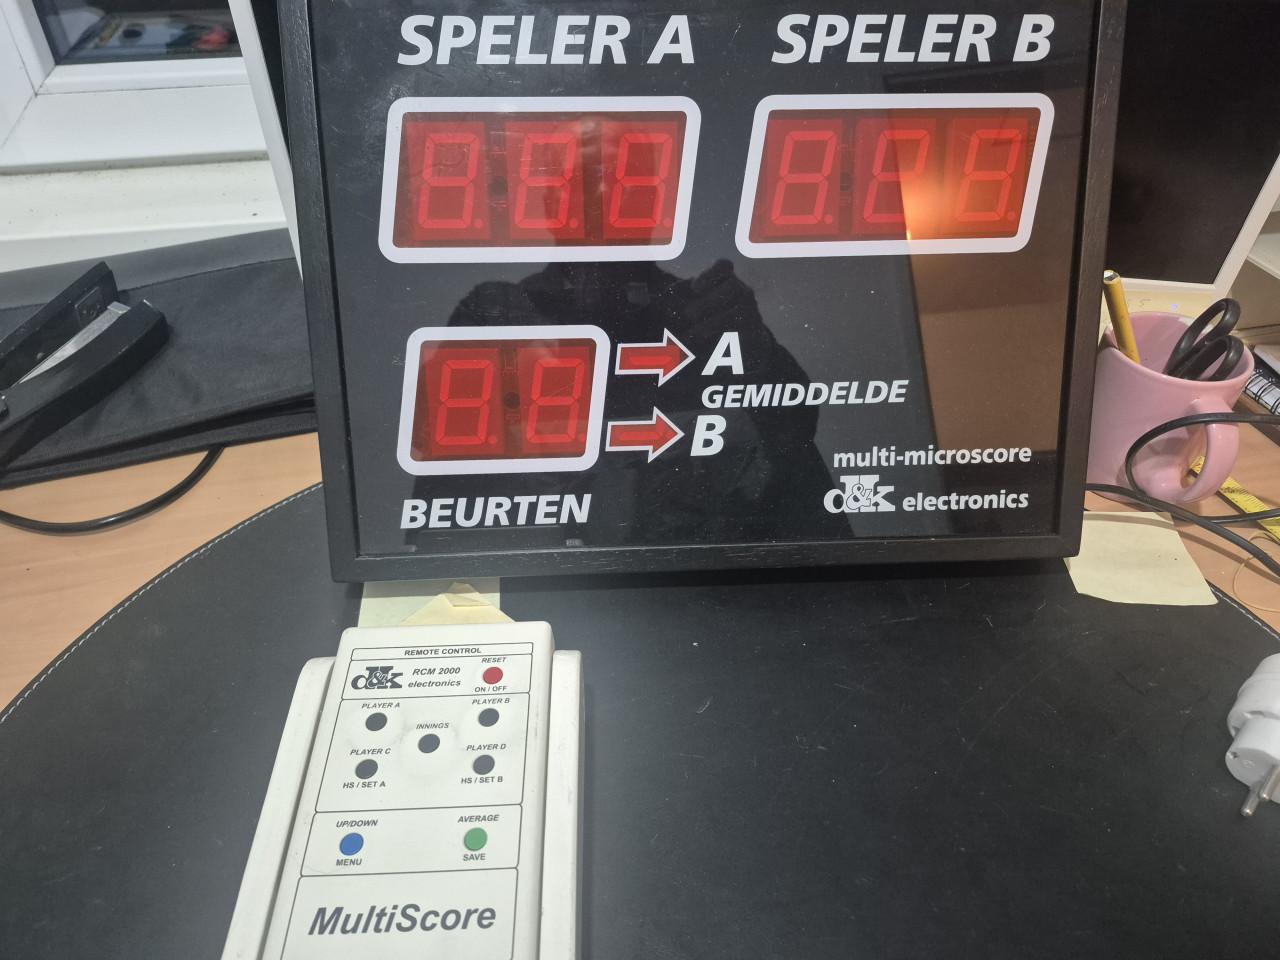 SPELER A
SPELER B
A
GEMIDDELDE
B
BEURTEN
multi-microscore
d&k electronics
REMOTE CONTROL
d&k electronics
RCM 2000
RESET
ON / OFF
PLAYER A
PLAYER B
INNINGS
PLAYER C
PLAYER D
HS / SET A
HS / SET B
UP/DOWN
AVERAGE
MENU
SAVE
MultiScore